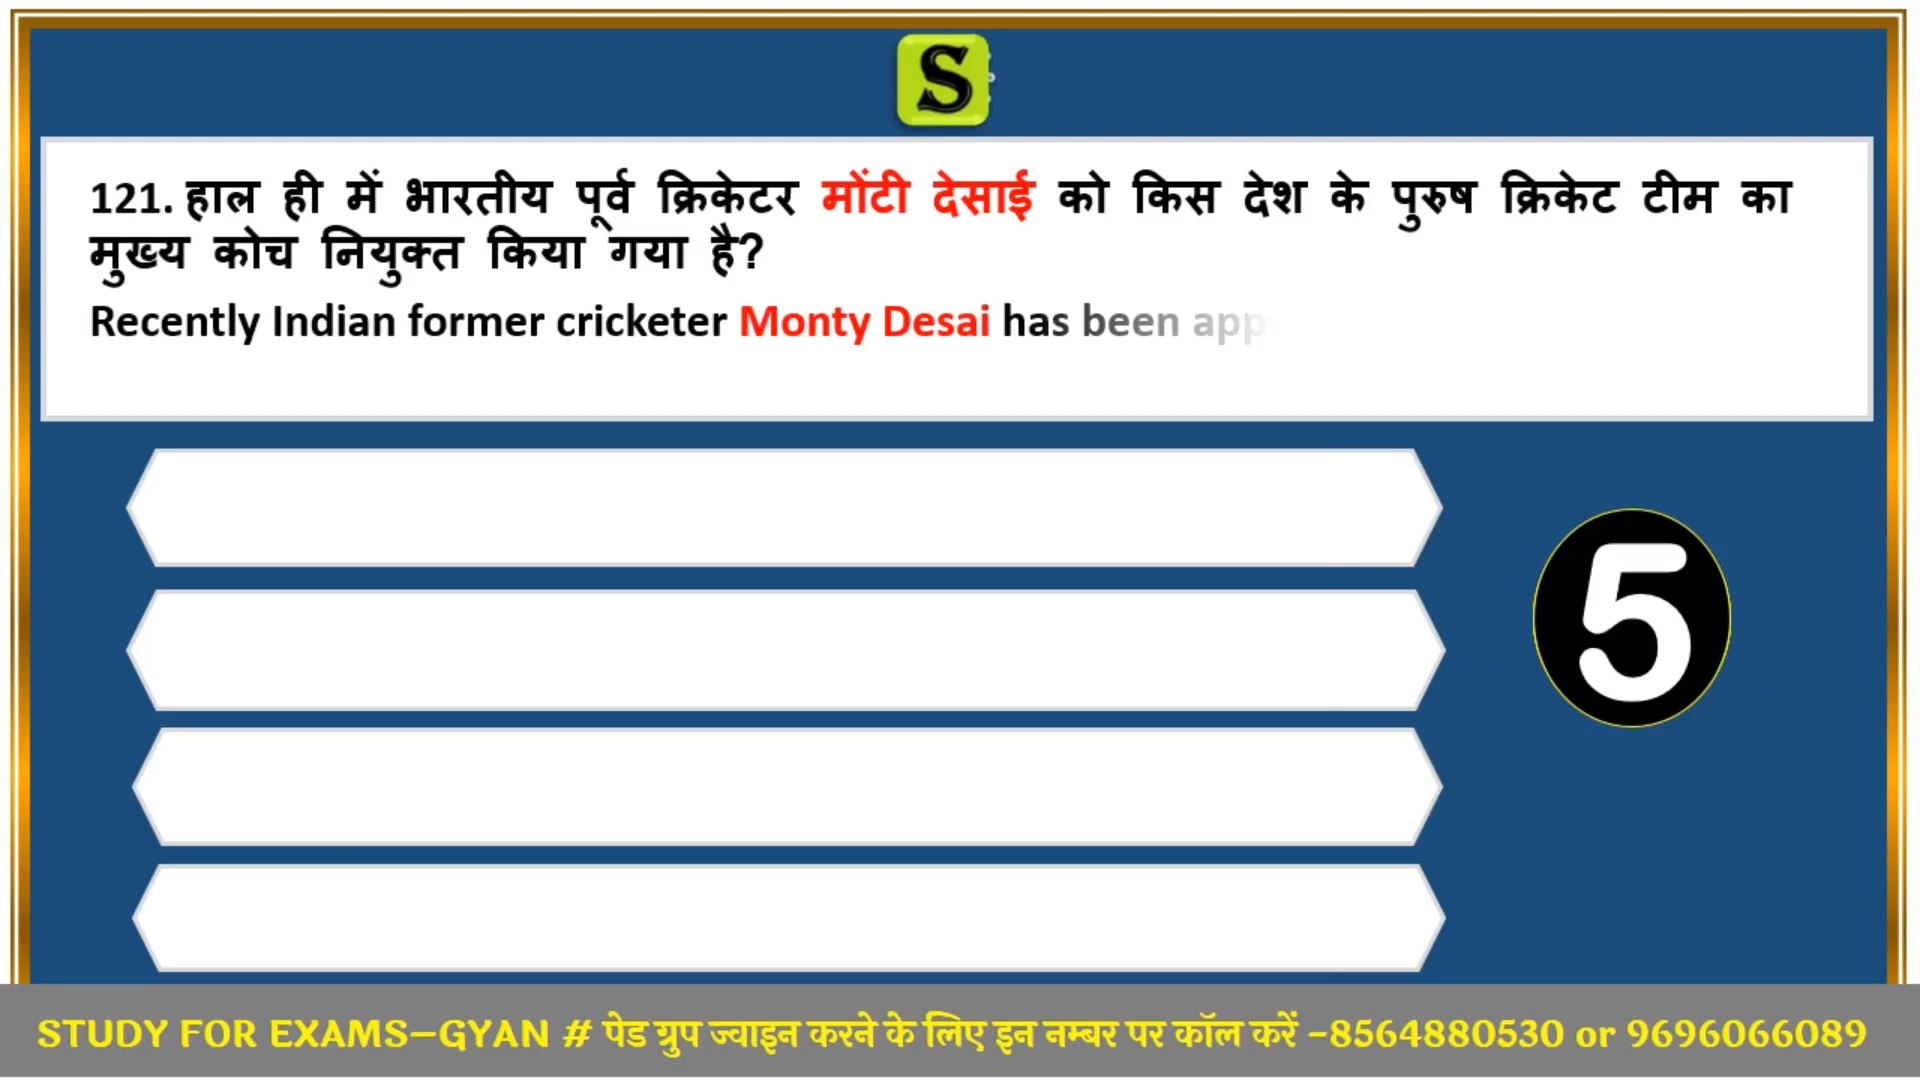 S
121. हाल ही में भारतीय पूर्व क्रिकेटर मोंटी देसाई को किस देश के पुरुष क्रिकेट टीम का
मुख्य कोच नियुक्त किया गया है?
Recently Indian former cricketer Monty Desai has been app
5
STUDY FOR EXAMS–GYAN # पेड ग्रुप ज्वाइन करने के लिए इन नम्बर पर कॉल करें -8564880530 or 9696066089